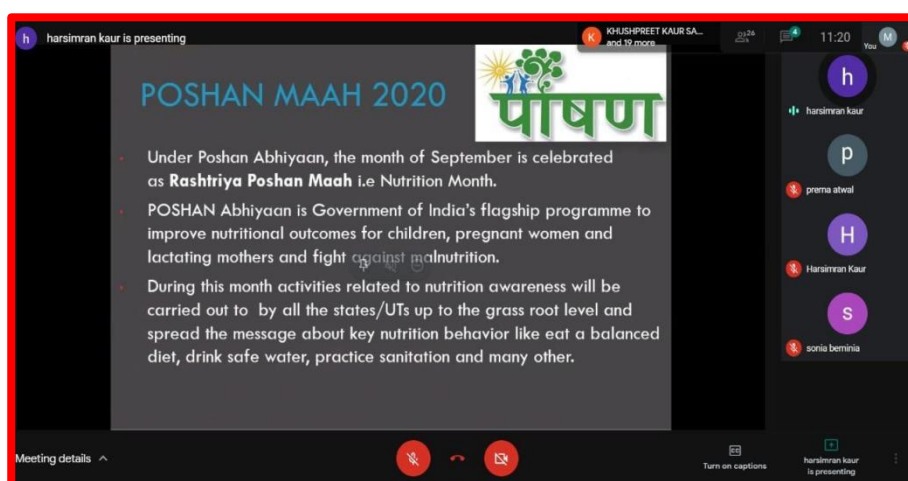 h harsimran kaur is presenting
K KHUSHPREET KAUR SA...
and 19 more
26
4
11:20
You
M
POSHAN MAAH 2020
पोषण
Under Poshan Abhiyaan, the month of September is celebrated
as Rashtriya Poshan Maah i.e Nutrition Month.
POSHAN Abhiyaan is Government of India's flagship programme to
improve nutritional outcomes for children, pregnant women and
lactating mothers and fight against malnutrition.
During this month activities related to nutrition awareness will be
carried out to by all the states/UTs up to the grass root level and
spread the message about key nutrition behavior like eat a balanced
diet, drink safe water, practice sanitation and many other.
h
harsimran kaur
p
prerna atwal
H
Harsimran Kaur
s
sonia beminia
Meeting details
CC
Turn on captions
harsimran kaur
is presenting